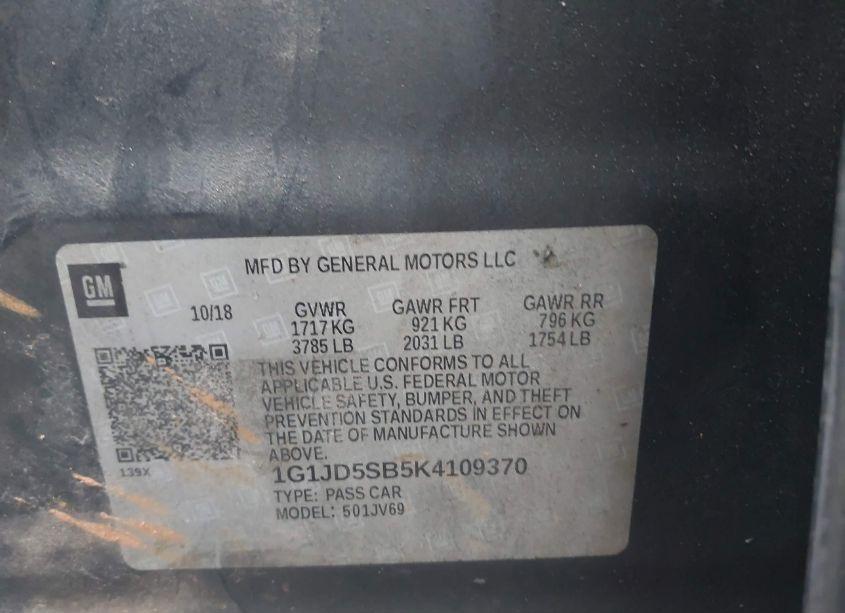 GM
MFD BY GENERAL MOTORS LLC
10/18 GVWR GAWR FRT GAWR RR
1717 KG 921 KG 796 KG
3785 LB 2031 LB 1754 LB
THIS VEHICLE CONFORMS TO ALL
APPLICABLE U.S. FEDERAL MOTOR
VEHICLE SAFETY, BUMPER, AND THEFT
PREVENTION STANDARDS IN EFFECT ON
THE DATE OF MANUFACTURE SHOWN
ABOVE.
139X
1G1JD5SB5K4109370
TYPE: PASS CAR
MODEL: 501JV69